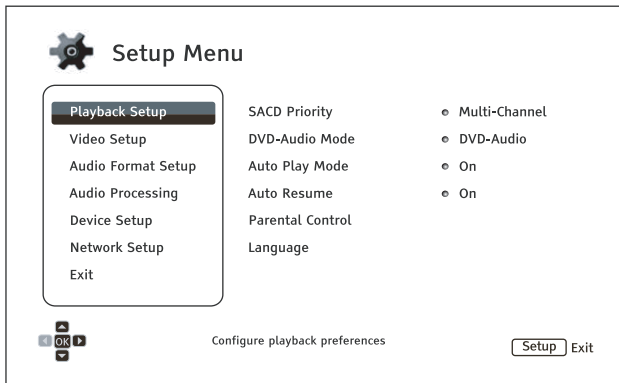 Setup Menu
Playback Setup
Video Setup
Audio Format Setup
Audio Processing
Device Setup
Network Setup
Exit
SACD Priority Multi-Channel
DVD-Audio Mode DVD-Audio
Auto Play Mode On
Auto Resume On
Parental Control
Language
OK
Configure playback preferences
Setup Exit